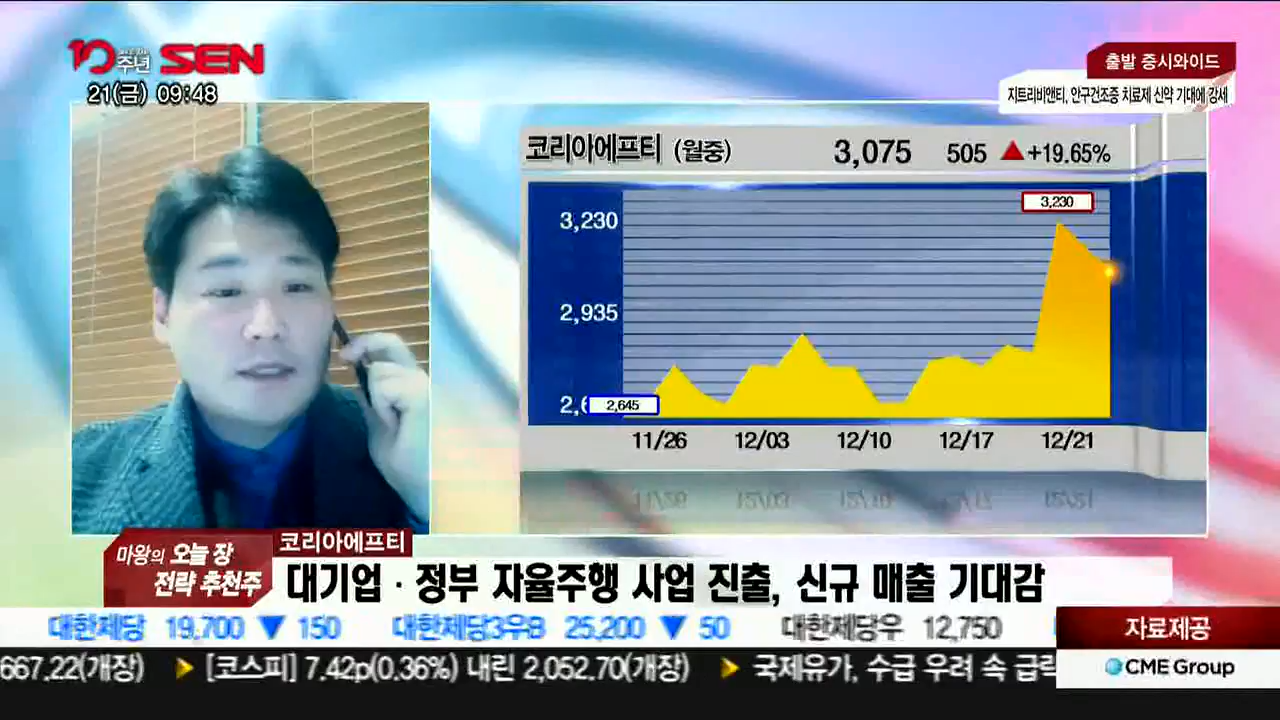 10주년 SEN
21(금) 09:48
출발 증시와이드
지트리비앤티, 안구건조증 치료제 신약 기대에 강세
코리아에프티 (월중) 3,075 505 ▲ +19.65%
3,230
3,230
2,935
2,6
2,645
11/26 12/03 12/10 12/17 12/21
마왕의 오늘 장
전략 추천주
코리아에프티
대기업·정부 자율주행 사업 진출, 신규 매출 기대감
대한제당 19,700 ▼ 150 대한제당3우B 25,200 ▼ 50 대한제당우 12,750
자료제공
667.22(개장) ▶ [코스피] 7.42p(0.36%) 내린 2,052.70(개장) ▶ 국제유가, 수급 우려 속 급락
CME Group